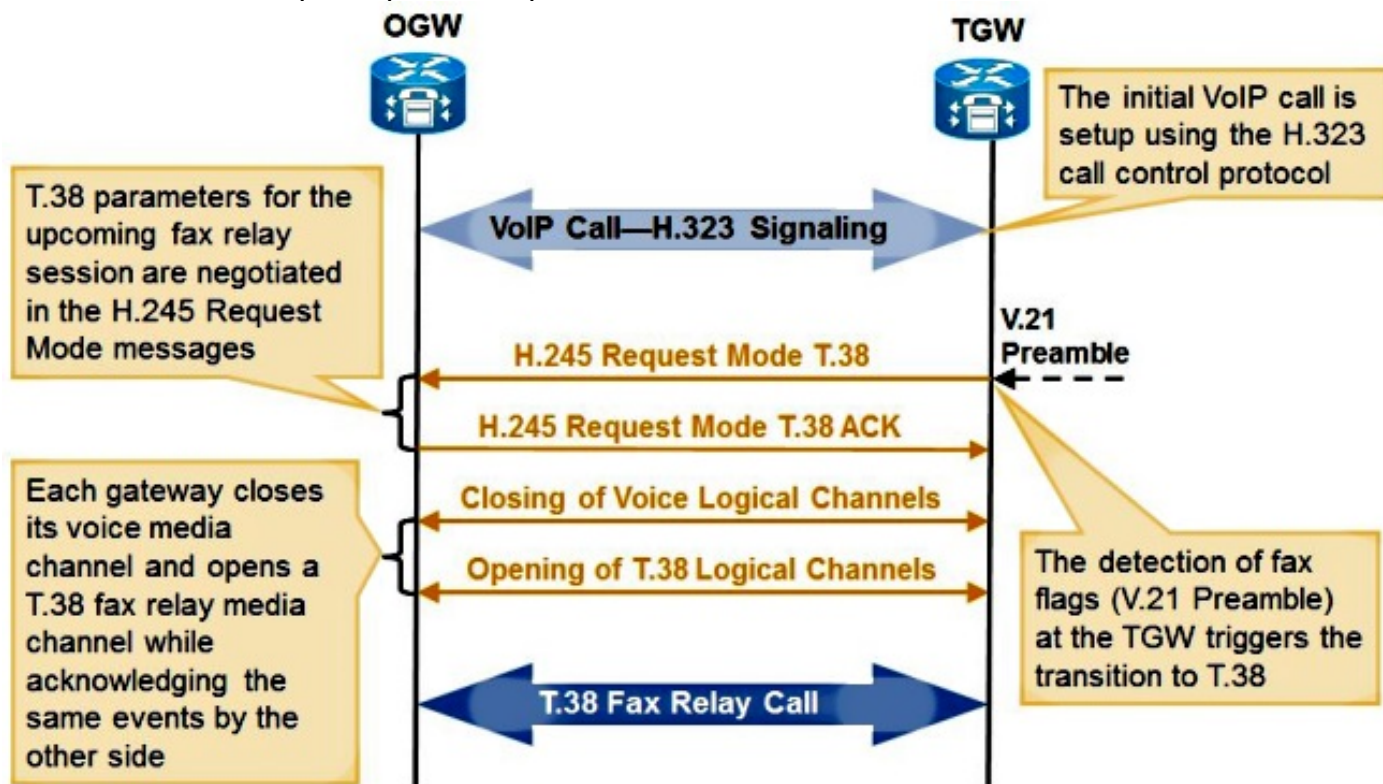 OGW
TGW
The initial VoIP call is
setup using the H.323
call control protocol
T.38 parameters for the
upcoming fax relay
session are negotiated
in the H.245 Request
Mode messages
VoIP Call—H.323 Signaling
V.21
Preamble
H.245 Request Mode T.38
H.245 Request Mode T.38 ACK
Each gateway closes
its voice media
channel and opens a
T.38 fax relay media
channel while
acknowledging the
same events by the
other side
Closing of Voice Logical Channels
Opening of T.38 Logical Channels
The detection of fax
flags (V.21 Preamble)
at the TGW triggers the
transition to T.38
T.38 Fax Relay Call